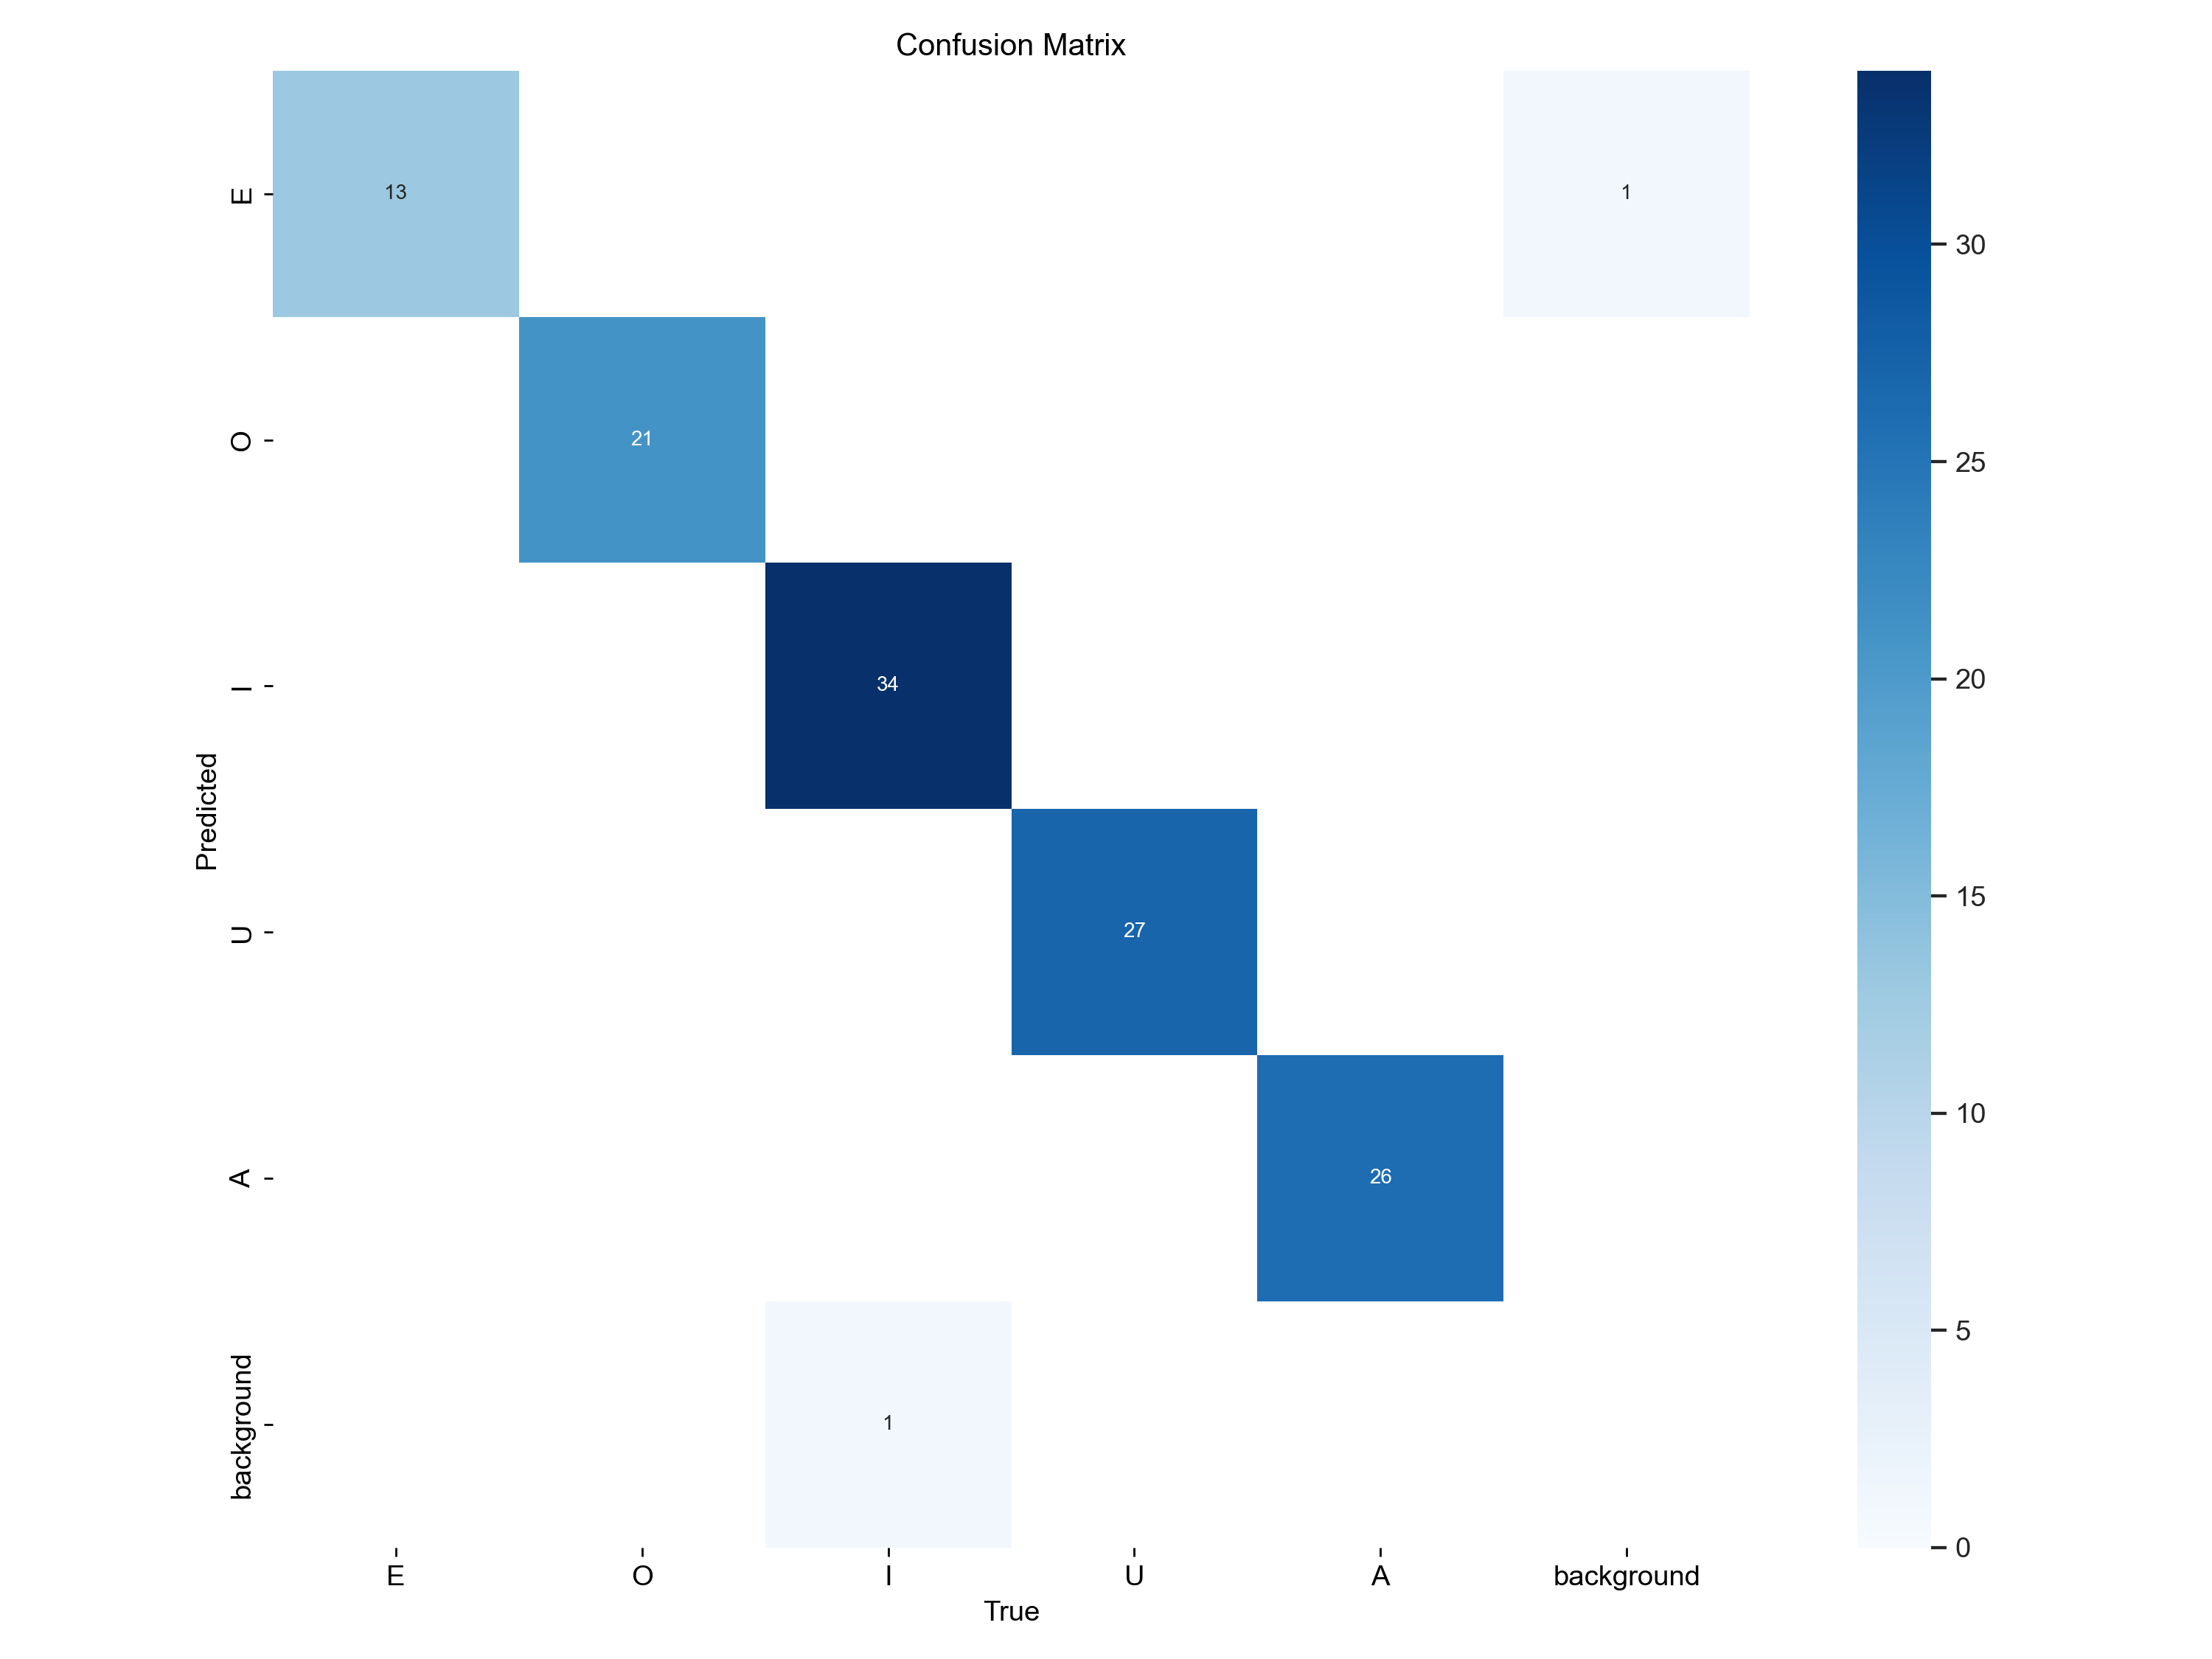 Confusion Matrix
E
13
1
O
21
I
34
U
27
A
26
background
1
Predicted
E O I U A background
True
30
25
20
15
10
5
0